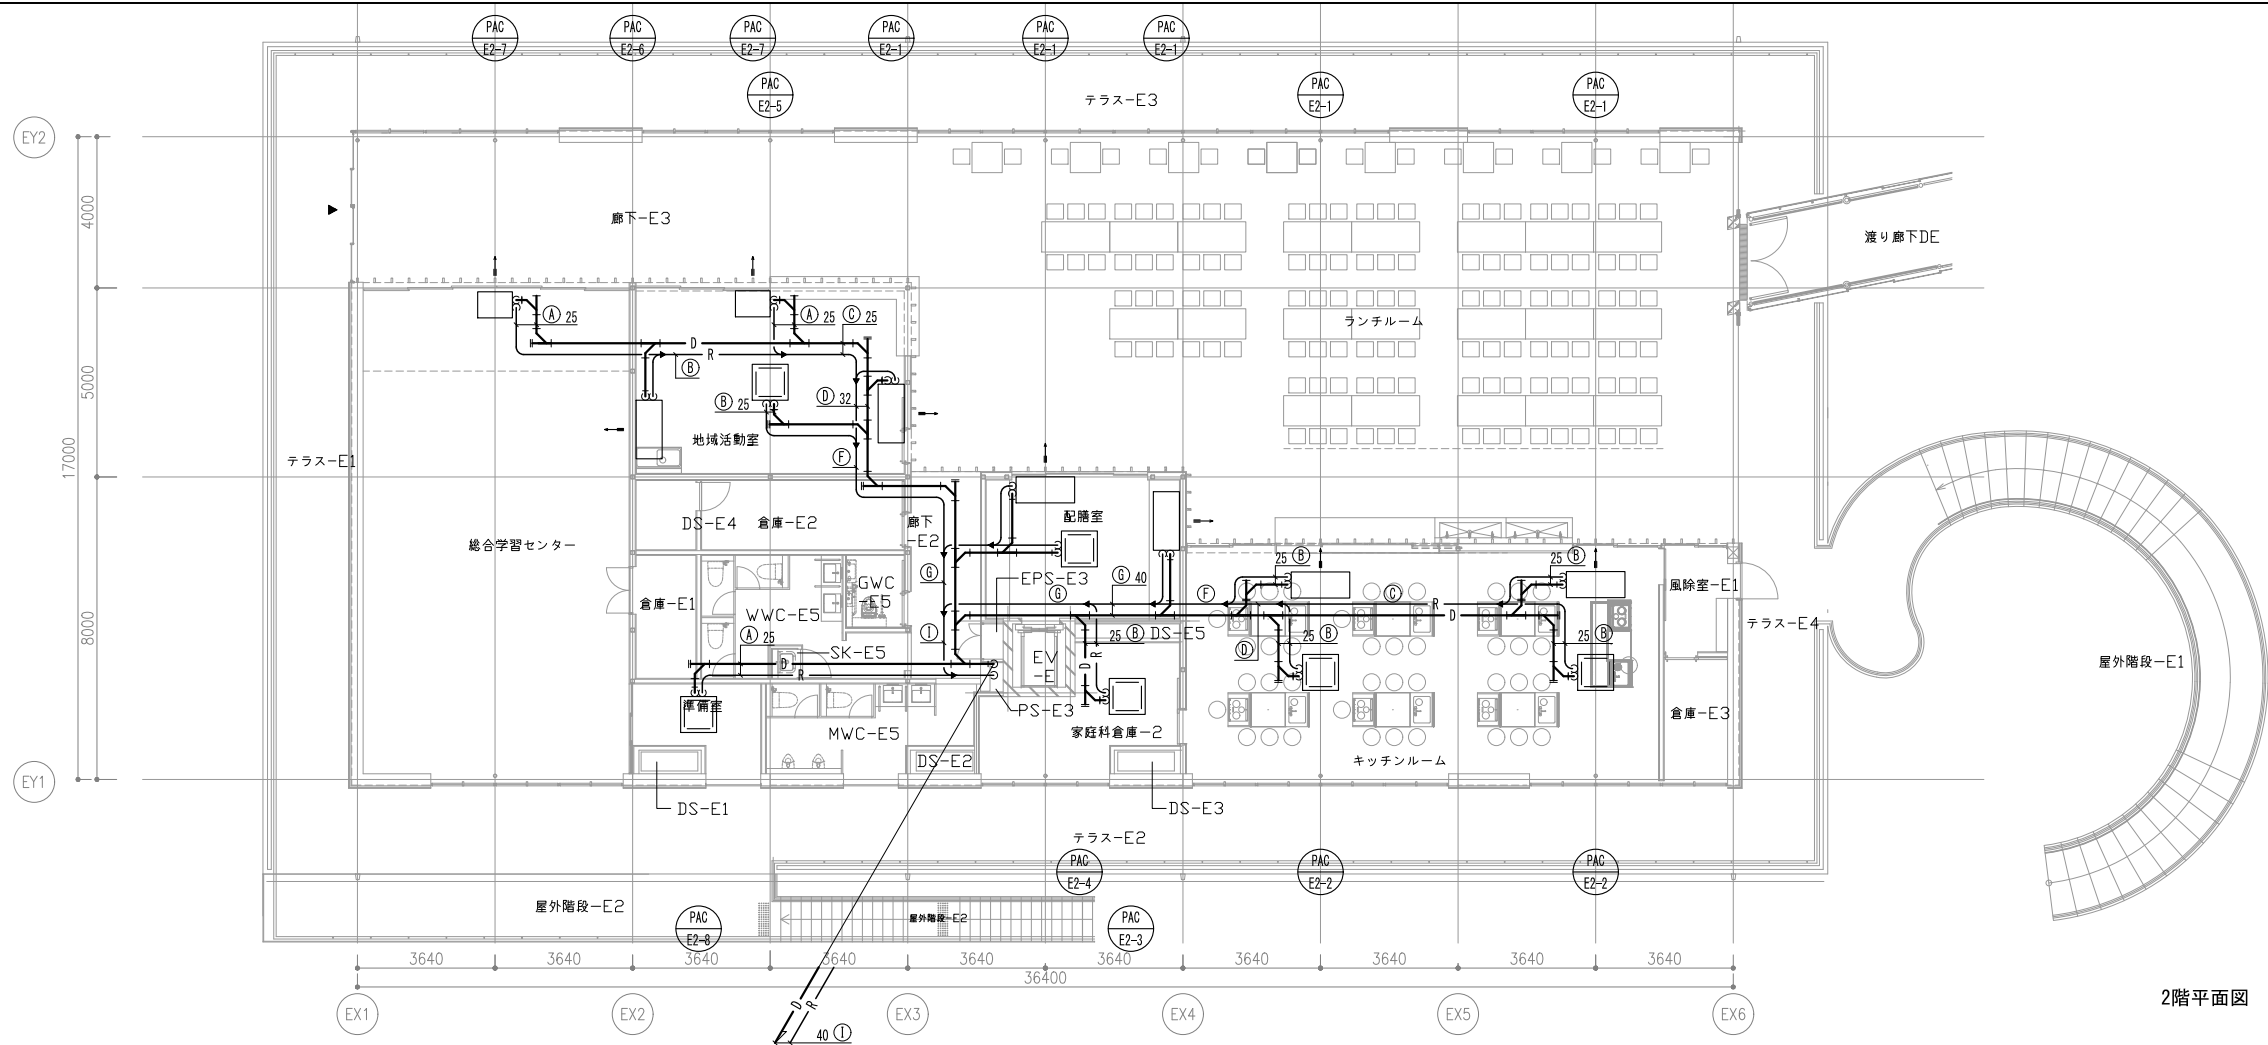 PAC
E2-7
PAC
E2-6
PAC
E2-7
PAC
E2-1
PAC
E2-1
PAC
E2-1
PAC
E2-5
テラス-E3
PAC
E2-1
PAC
E2-1
EY2
4000
廊下-E3
渡り廊下DE
A 25
A 25
C 25
ランチルーム
D
R
B
5000
B 25
D 32
地域活動室
F
17000
テラス-E1
配膳室
DS-E4
倉庫-E2
廊下
-E2
総合学習センター
25 B
25 B
G
EPS-E3
G 40
GWC
-E5
風除室-E1
倉庫-E1
WWC-E5
G
F
C
R
D
テラス-E4
8000
A 25
I
25 B
DS-E5
25 B
25 B
SK-E5
D
R
EV
-E
D
R
D
屋外階段-E1
準備室
PS-E3
倉庫-E3
MWC-E5
家庭科倉庫-2
DS-E2
キッチンルーム
EY1
DS-E1
DS-E3
テラス-E2
PAC
E2-4
PAC
E2-2
PAC
E2-2
屋外階段-E2
屋外階段-E2
PAC
E2-8
PAC
E2-3
3640
3640
3640
3640
3640
3640
3640
3640
3640
3640
36400
2階平面図
D
R
EX1
EX2
EX3
EX4
EX5
EX6
40 I